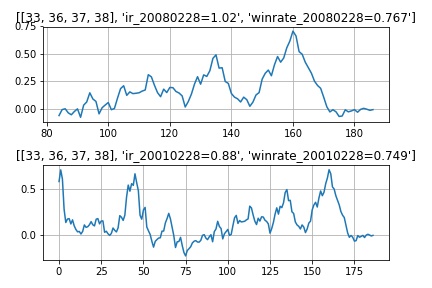 [[33, 36, 37, 38], 'ir_20080228=1.02', 'winrate_20080228=0.767']
0.75
0.50
0.25
0.00
80 100 120 140 160 180
[[33, 36, 37, 38], 'ir_20010228=0.88', 'winrate_20010228=0.749']
0.5
0.0
0 25 50 75 100 125 150 175